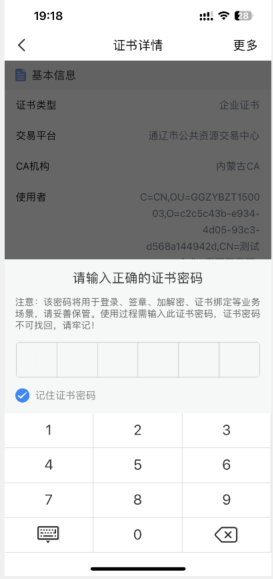 19:18
28
证书详情
更多
基本信息
证书类型 企业证书
交易平台 通辽市公共资源交易中心
CA机构 内蒙古CA
使用者 C=CN,OU=GGZYBZT1500
03,O=c2c5c43b-e934-
4d05-93c3-
d568a144942d,CN=测试
请输入正确的证书密码
注意：该密码将用于登录、签章、加解密、证书绑定等业务
场景，请妥善保管。使用过程需输入此证书密码，证书密码
不可找回，请牢记！
记住证书密码
1 2 3
4 5 6
7 8 9
0